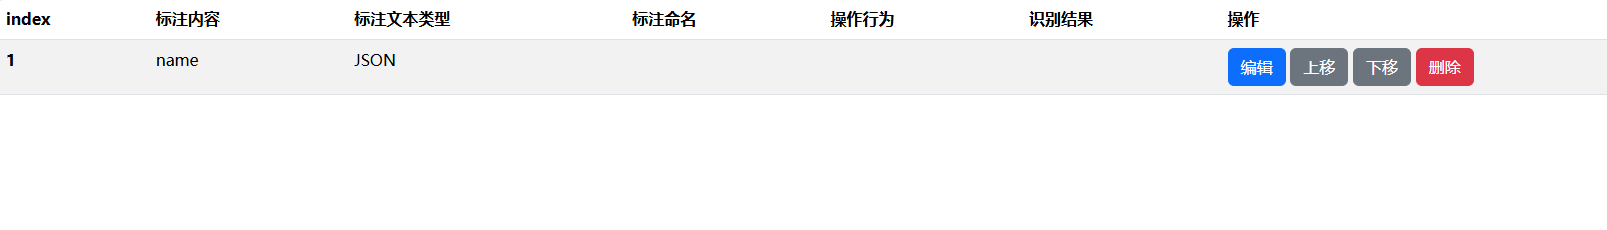 index 标注内容 标注文本类型 标注命名 操作行为 识别结果 操作
1 name JSON 编辑 上移 下移 删除